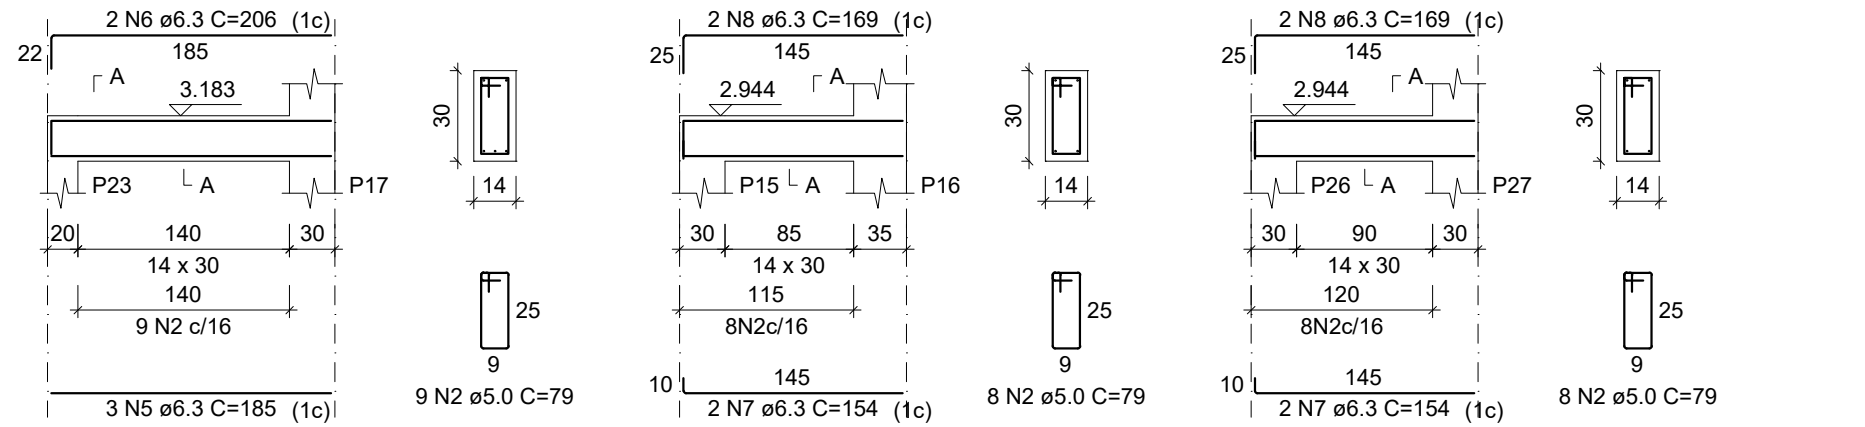 2 N6 ø6.3 C=206 (1c)
22
185
A
3.183
P23
A
P17
20
140
30
14 x 30
140
9 N2 c/16
3 N5 ø6.3 C=185 (1c)
30
14
25
9
9 N2 ø5.0 C=79
2 N8 ø6.3 C=169 (1c)
25
145
A
2.944
P15
A
P16
30
85
35
14 x 30
115
8N2c/16
10
145
2 N7 ø6.3 C=154 (1c)
30
14
25
9
8 N2 ø5.0 C=79
2 N8 ø6.3 C=169 (1c)
25
145
A
2.944
P26
A
P27
30
90
30
14 x 30
120
8N2c/16
10
145
2 N7 ø6.3 C=154 (1c)
30
14
25
9
8 N2 ø5.0 C=79